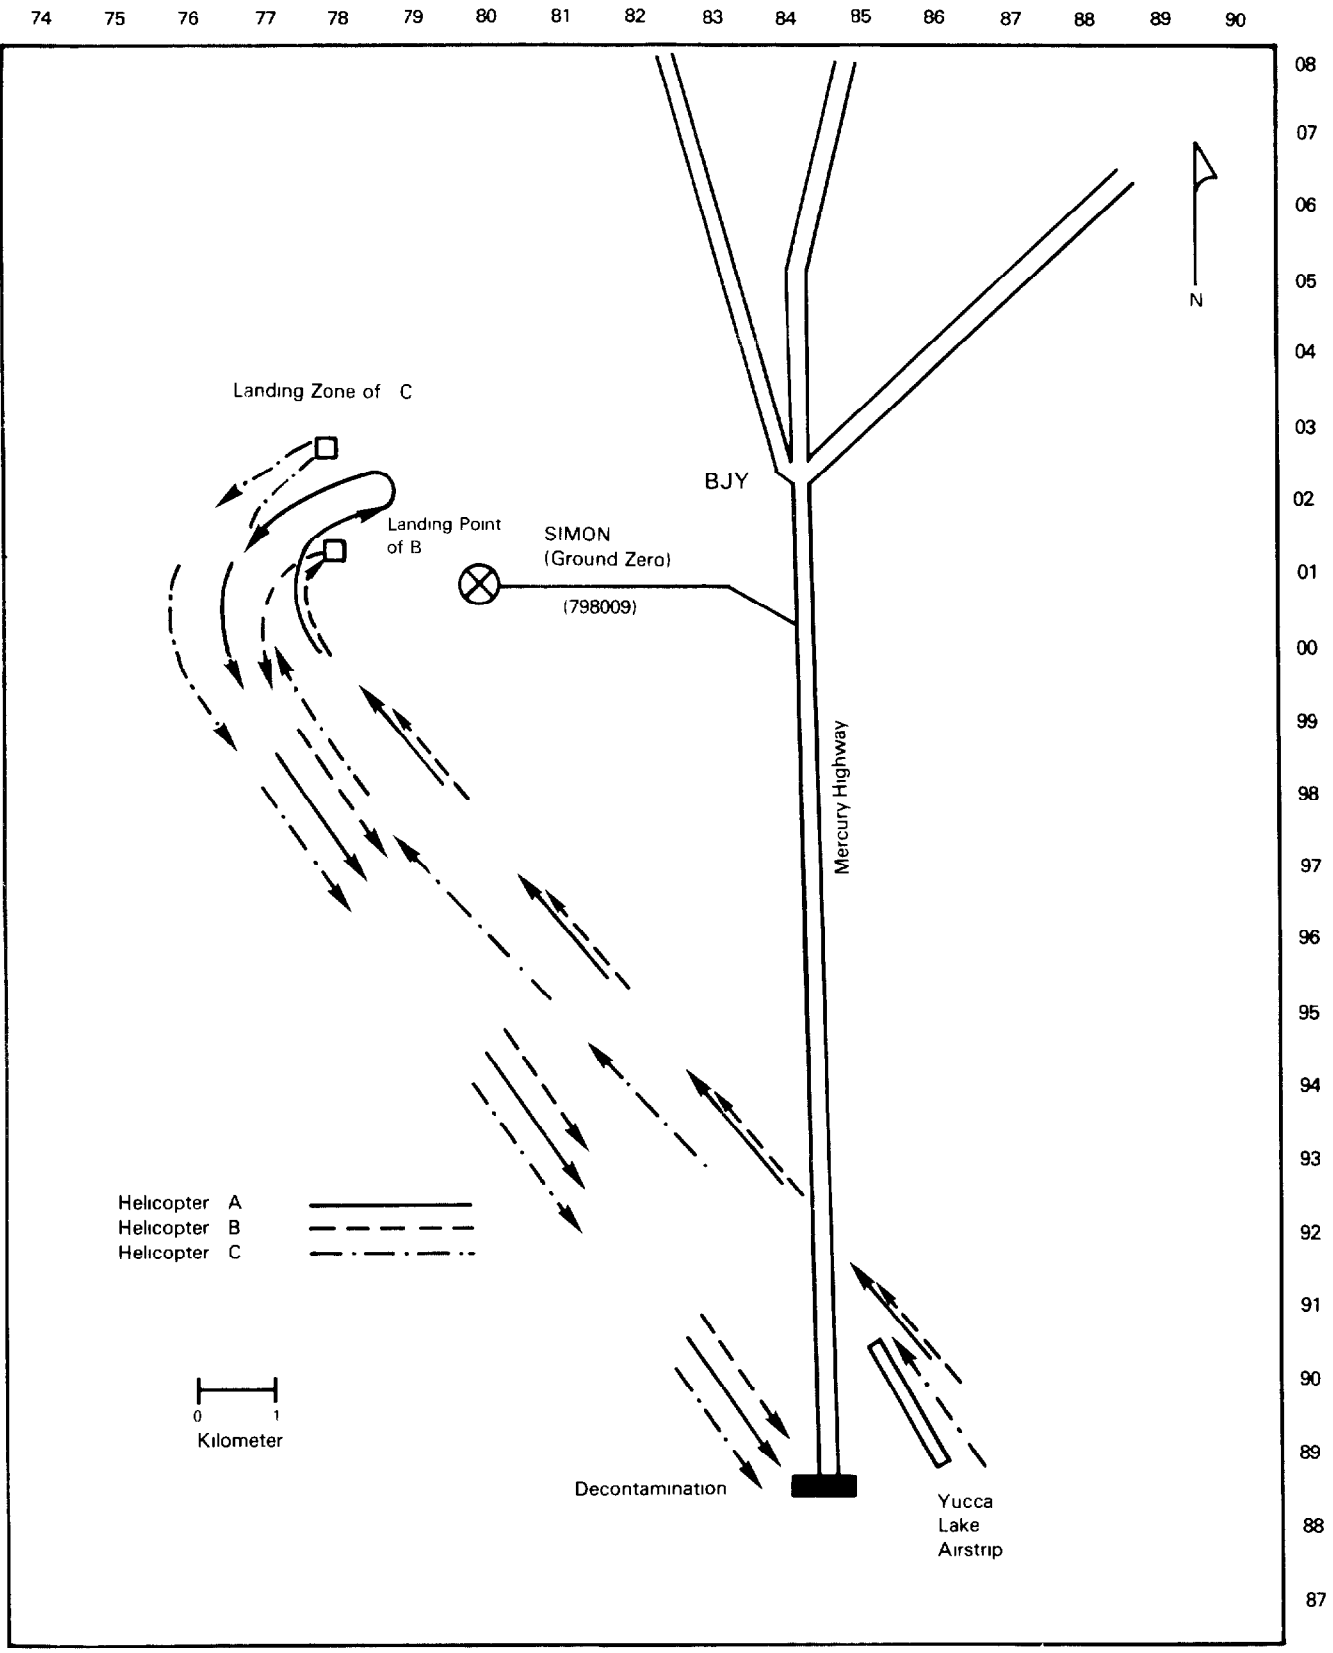 74 75 76 77 78 79 80 81 82 83 84 85 86 87 88 89 90
08
07
06
05
N
04
Landing Zone of C
03
BJY
02
Landing Point
of B
SIMON
(Ground Zero)
01
(798009)
00
99
Mercury Highway
98
97
96
95
94
93
Helicopter A
Helicopter B
Helicopter C
92
91
90
0 1
Kilometer
89
Decontamination
Yucca
Lake
Airstrip
88
87